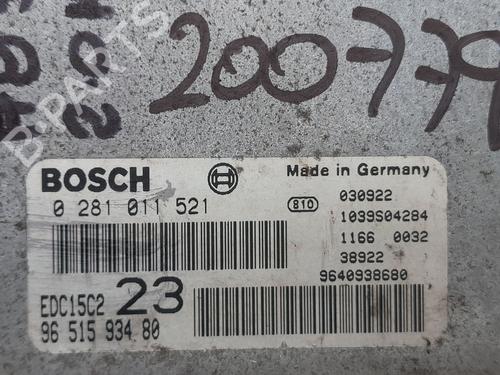 200779
B-PARTS
BOSCH
Made in Germany
0 281 011 521
810
030922
1039S04284
1166 0032
38922
9640938680
EDC15C2 23
96 515 934 80